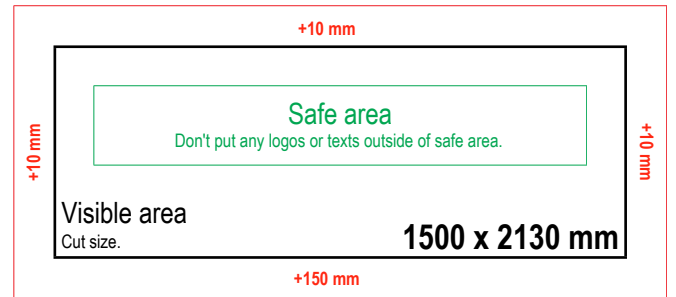 +10 mm
Safe area
Don't put any logos or texts outside of safe area.
+10 mm
+10 mm
Visible area
Cut size.
1500 x 2130 mm
+150 mm